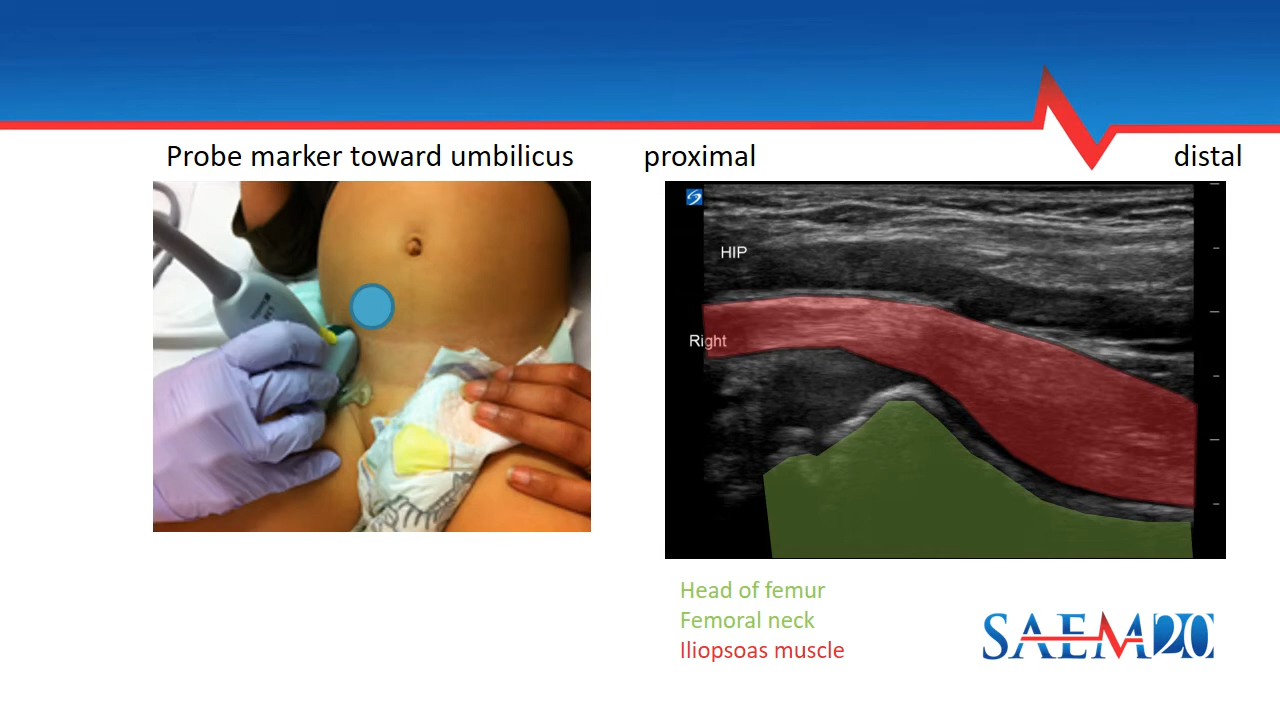 Probe marker toward umbilicus
proximal
distal
HIP
Right
Head of femur
Femoral neck
Iliopsoas muscle
SAEM20